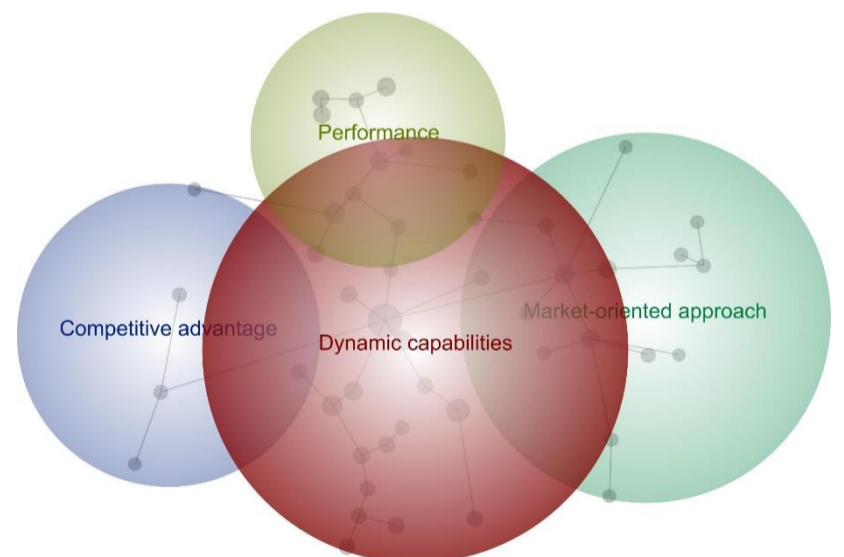 Performance
Market-oriented approach
Competitive advantage
Dynamic capabilities